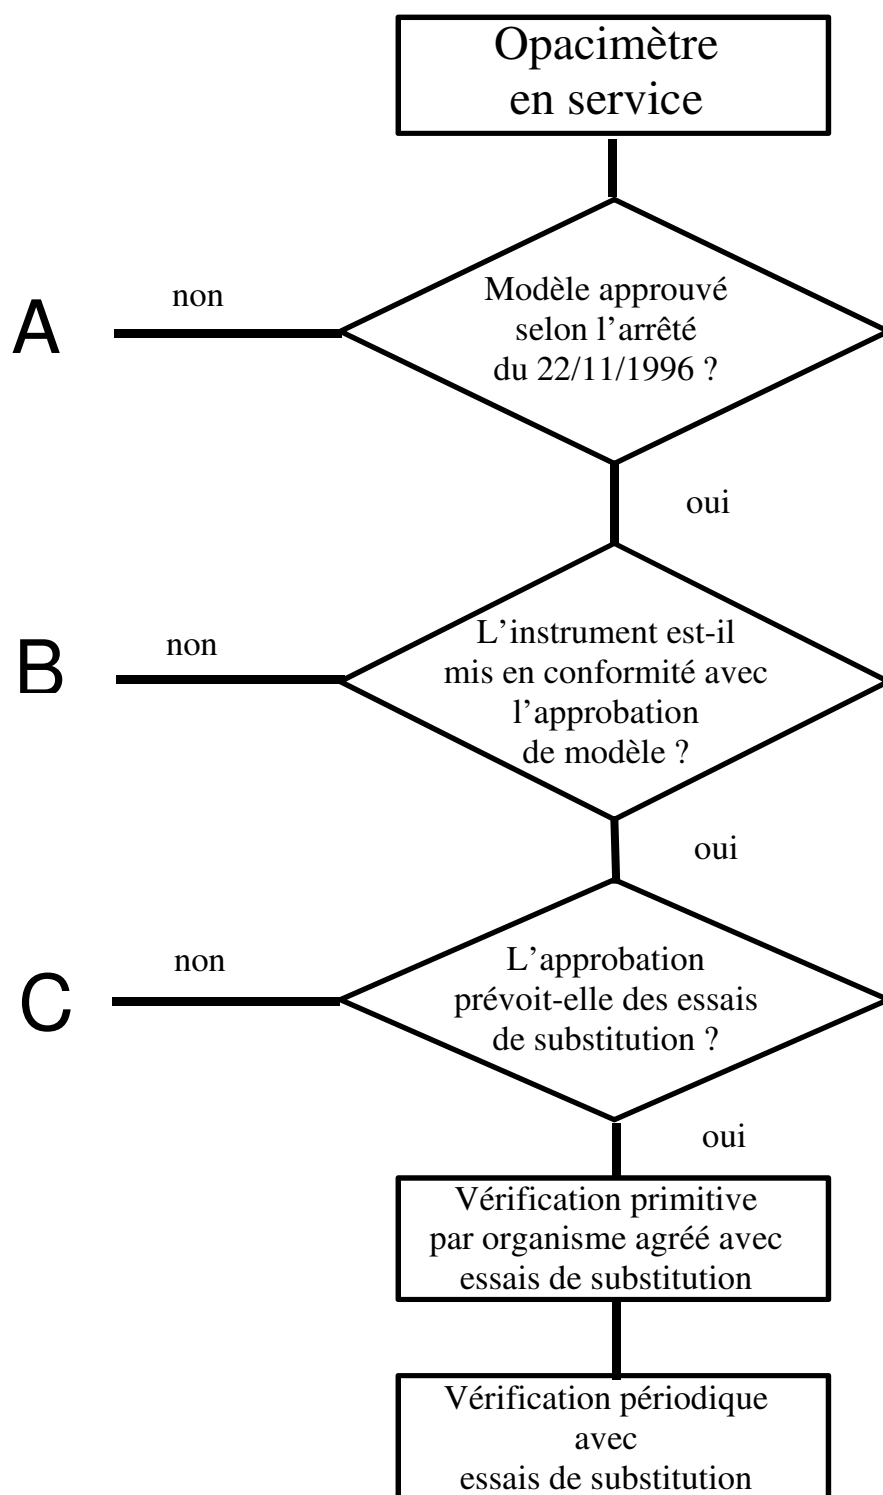 Opacimètre
en service
non
A
Modèle approuvé
selon l’arrêté
du 22/11/1996 ?
oui
non
B
L’instrument est-il
mis en conformité avec
l’approbation
de modèle ?
oui
non
C
L’approbation
prévoit-elle des essais
de substitution ?
oui
Vérification primitive
par organisme agréé avec
essais de substitution
Vérification périodique
avec
essais de substitution